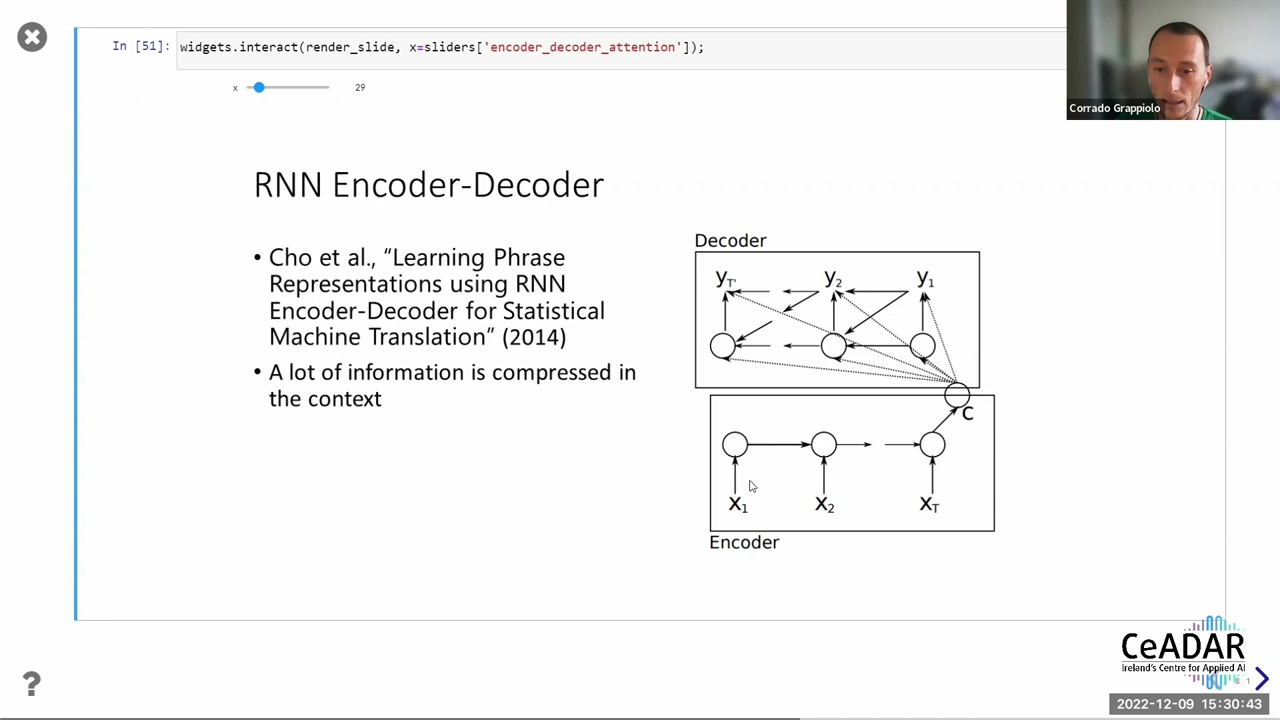 In [51]: widgets.interact(render_slide, x=sliders['encoder_decoder_attention']);
x 29
Corrado Grappiolo
RNN Encoder-Decoder
• Cho et al., “Learning Phrase
Representations using RNN
Encoder-Decoder for Statistical
Machine Translation” (2014)
• A lot of information is compressed in
the context
Decoder
yT' y2 y1
C
x1 x2 xT
Encoder
CeADAR
Ireland's Centre for Applied AI
8.1
?
2022-12-09 15:30:43